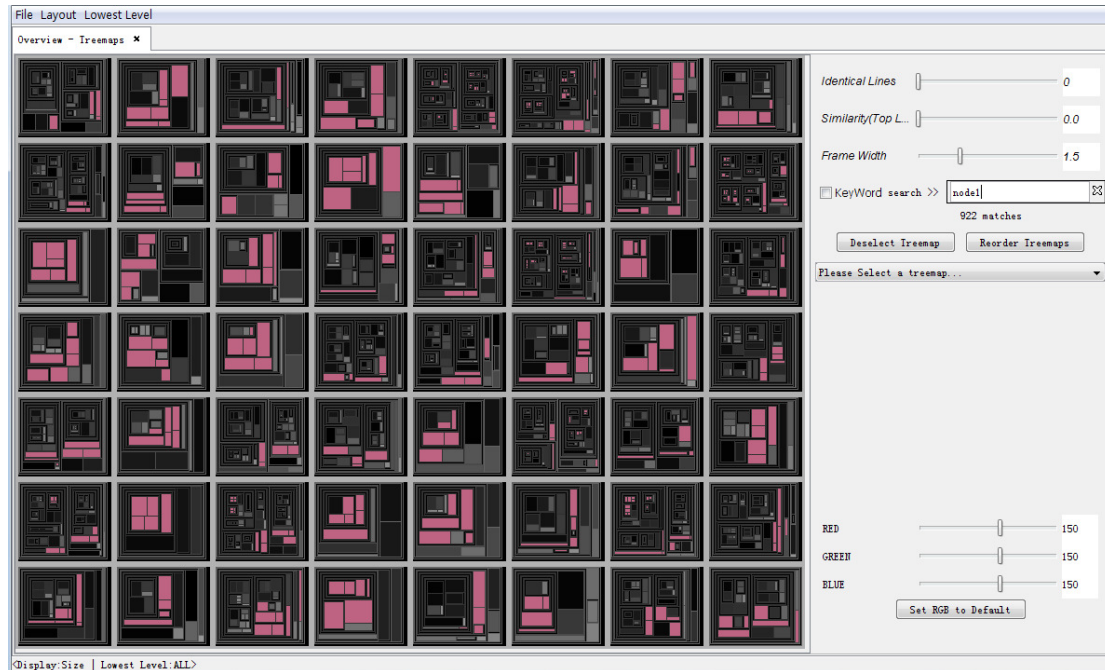 File Layout Lowest Level
Overview - Treemaps ×
Identical Lines 0
Similarity(Top L... 0.0
Frame Width 1.5
KeyWord search >> node1
922 matches
Deselect Treemap Reorder Treemaps
Please Select a treemap...
RED 150
GREEN 150
BLUE 150
Set RGB to Default
<Display:Size | Lowest Level:ALL>